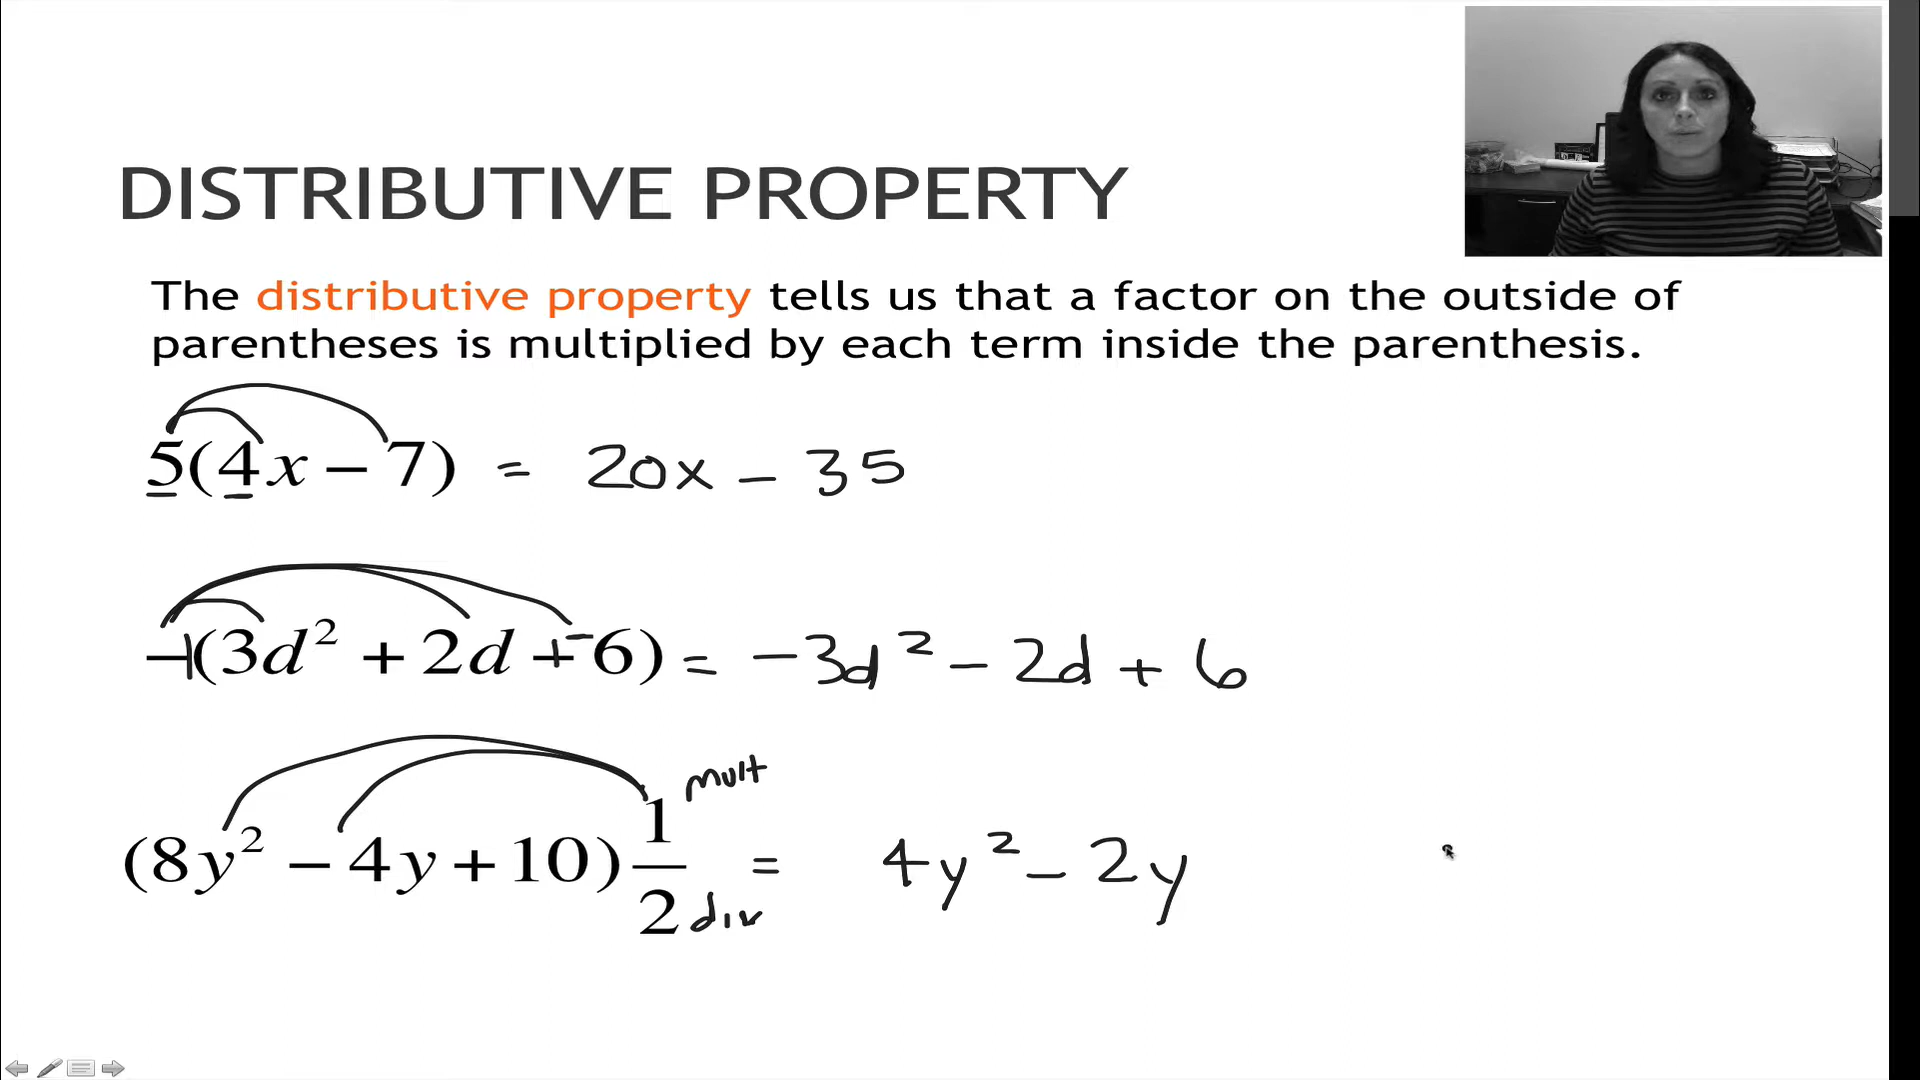 DISTRIBUTIVE PROPERTY
The distributive property tells us that a factor on the outside of
parentheses is multiplied by each term inside the parenthesis.
5(4x − 7) = 20x − 35
−1(3d² + 2d + −6) = −3d² − 2d + 6
mult
(8y² − 4y + 10) 1/2 = 4y² − 2y
div